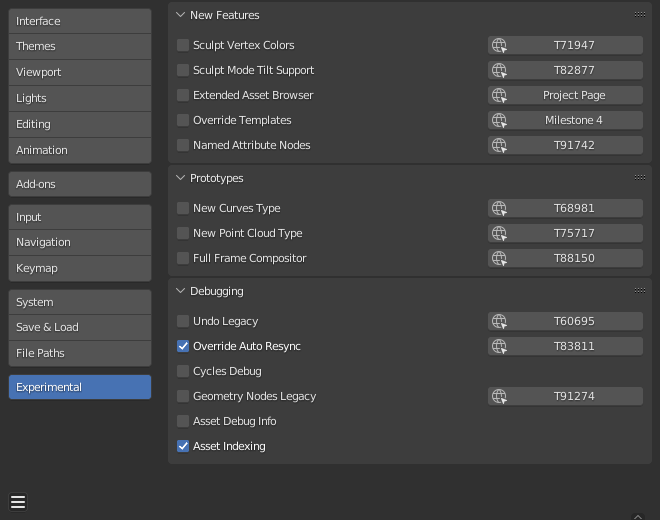 Interface
Themes
Viewport
Lights
Editing
Animation
Add-ons
Input
Navigation
Keymap
System
Save & Load
File Paths
Experimental
New Features
Sculpt Vertex Colors T71947
Sculpt Mode Tilt Support T82877
Extended Asset Browser Project Page
Override Templates Milestone 4
Named Attribute Nodes T91742
Prototypes
New Curves Type T68981
New Point Cloud Type T75717
Full Frame Compositor T88150
Debugging
Undo Legacy T60695
Override Auto Resync T83811
Cycles Debug
Geometry Nodes Legacy T91274
Asset Debug Info
Asset Indexing